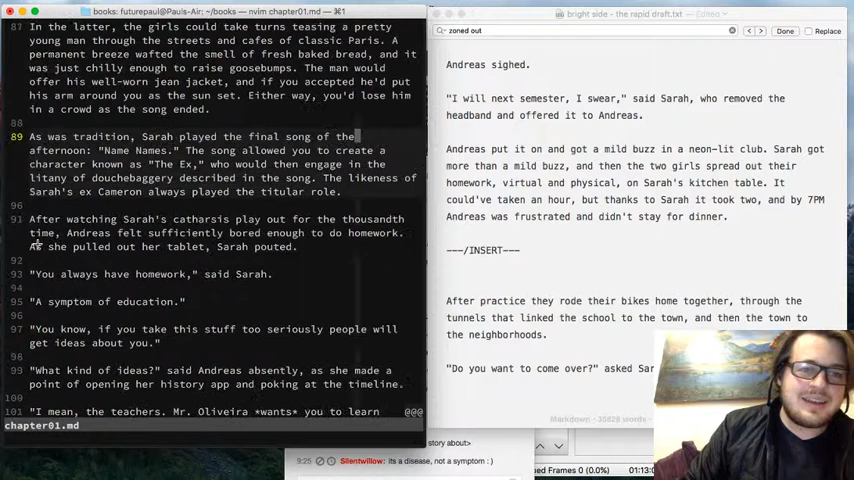 books: futurepaul@Pauls-Air: ~/books — nvim chapter01.md — ⌘1
87 In the latter, the girls could take turns teasing a pretty
young man through the streets and cafes of classic Paris. A
permanent breeze wafted the smell of fresh baked bread, and it
was just chilly enough to raise goosebumps. The man would
offer his well-worn jean jacket, and if you accepted he'd put
his arm around you as the sun set. Either way, you'd lose him
in a crowd as the song ended.
88
89 As was tradition, Sarah played the final song of the
afternoon: "Name Names." The song allowed you to create a
character known as "The Ex," who would then engage in the
litany of douchebaggery described in the song. The likeness of
Sarah's ex Cameron always played the titular role.
91 After watching Sarah's catharsis play out for the thousandth
time, Andreas felt sufficiently bored enough to do homework.
As she pulled out her tablet, Sarah pouted.
92
93 "You always have homework," said Sarah.
94
95 "A symptom of education."
96
97 "You know, if you take this stuff too seriously people will
get ideas about you."
98
99 "What kind of ideas?" said Andreas absently, as she made a
point of opening her history app and poking at the timeline.
100
101 "I mean, the teachers. Mr. Oliveira *wants* you to learn @@@
chapter01.md
bright side - the rapid draft.txt — Edited
zoned out
Done
Replace
Andreas sighed.
"I will next semester, I swear," said Sarah, who removed the
headband and offered it to Andreas.
Andreas put it on and got a mild buzz in a neon-lit club. Sarah got
more than a mild buzz, and then the two girls spread out their
homework, virtual and physical, on Sarah's kitchen table. It
could've taken an hour, but thanks to Sarah it took two, and by 7PM
Andreas was frustrated and didn't stay for dinner.
---/INSERT---
After practice they rode their bikes home together, through the
tunnels that linked the school to the town, and then the town to
the neighborhoods.
"Do you want to come over?" asked Sar
Markdown
35828 words
story about>
9:25 Silentwillow: its a disease, not a symptom : )
ped Frames 0 (0.0%)
01:13:0